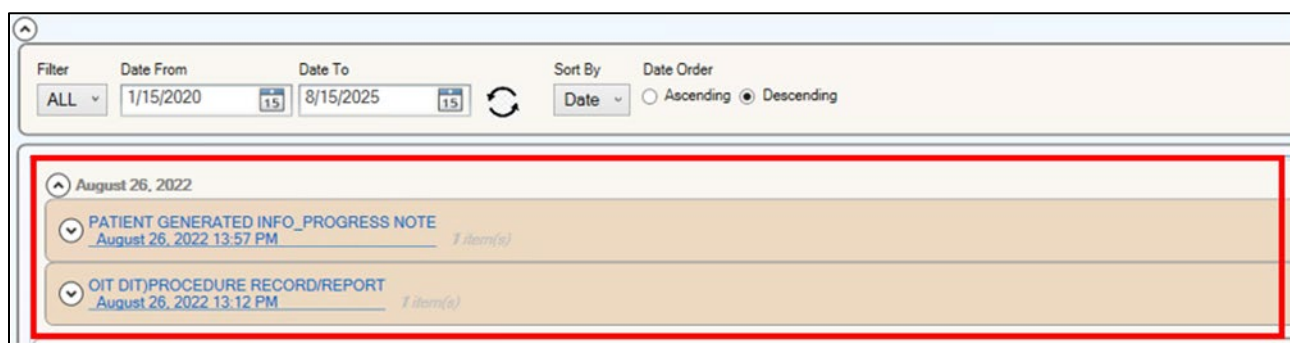 Filter Date From Date To Sort By Date Order
ALL 1/15/2020 15 8/15/2025 15 Date Ascending Descending
August 26, 2022
PATIENT GENERATED INFO_PROGRESS NOTE
August 26, 2022 13:57 PM 1 item(s)
OIT DIT)PROCEDURE RECORD/REPORT
August 26, 2022 13:12 PM 1 item(s)